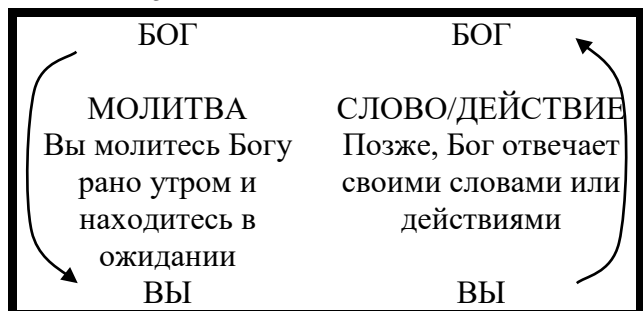 БОГ
МОЛИТВА
Вы молитесь Богу
рано утром и
находитесь в
ожидании
ВЫ
БОГ
СЛОВО/ДЕЙСТВИЕ
Позже, Бог отвечает
своими словами или
действиями
ВЫ